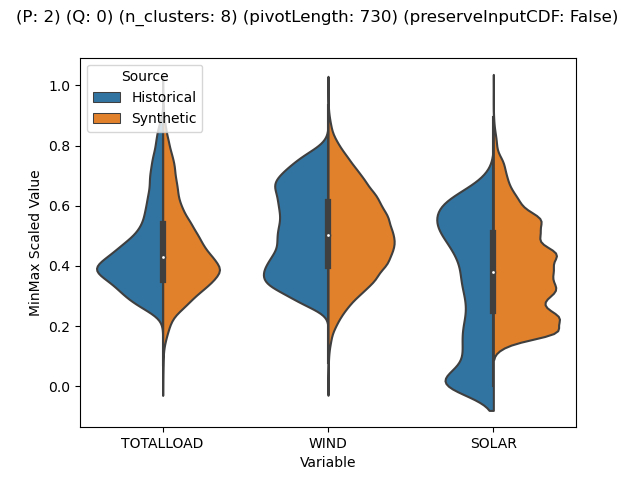 (P: 2) (Q: 0) (n_clusters: 8) (pivotLength: 730) (preserveInputCDF: False)
Source
Historical
Synthetic
MinMax Scaled Value
1.0
0.8
0.6
0.4
0.2
0.0
TOTALLOAD WIND SOLAR
Variable